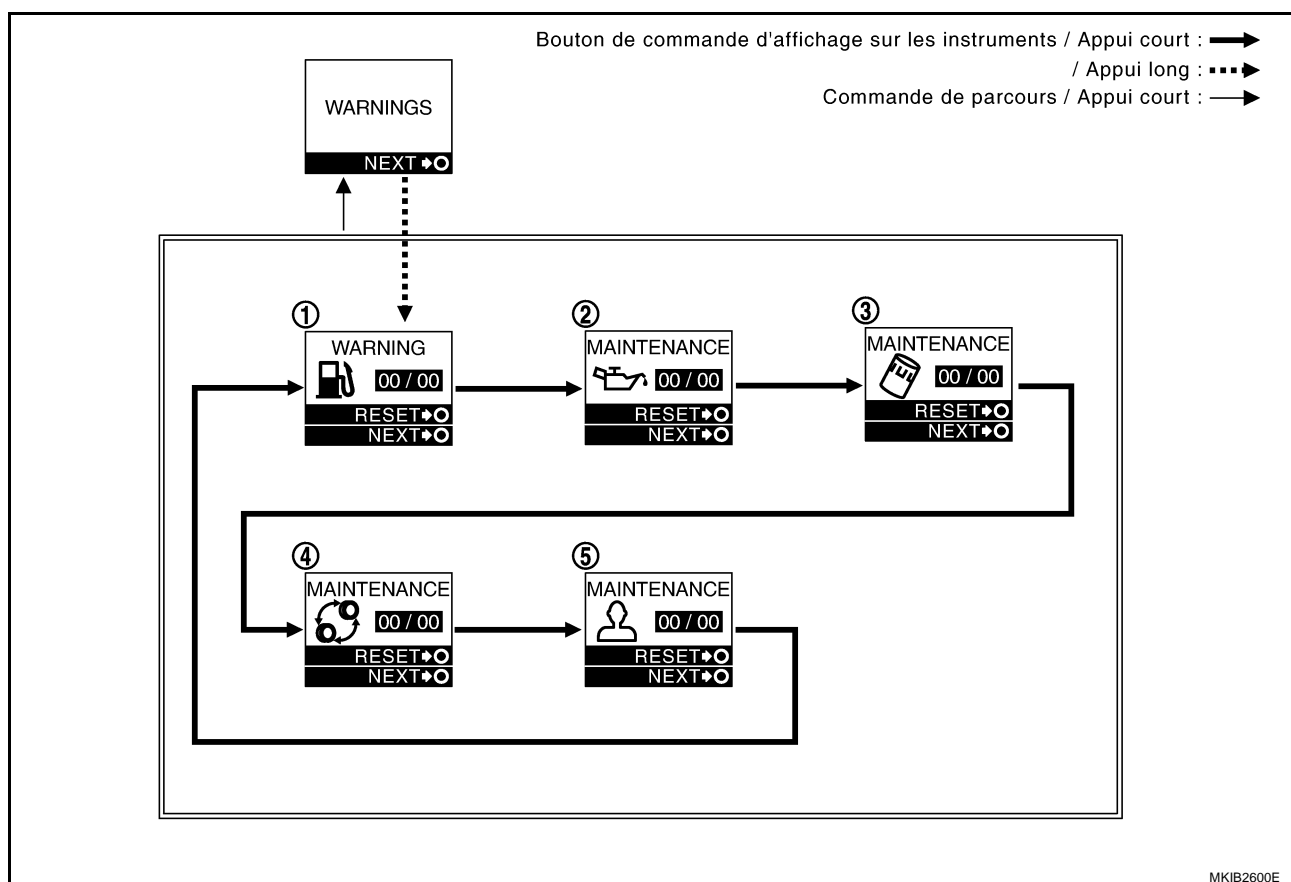 Bouton de commande d'affichage sur les instruments / Appui court :
/ Appui long :
Commande de parcours / Appui court :
WARNINGS
NEXT
1
WARNING
00 / 00
RESET
NEXT
2
MAINTENANCE
00 / 00
RESET
NEXT
3
MAINTENANCE
00 / 00
RESET
NEXT
4
MAINTENANCE
00 / 00
RESET
NEXT
5
MAINTENANCE
00 / 00
RESET
NEXT
MKIB2600E